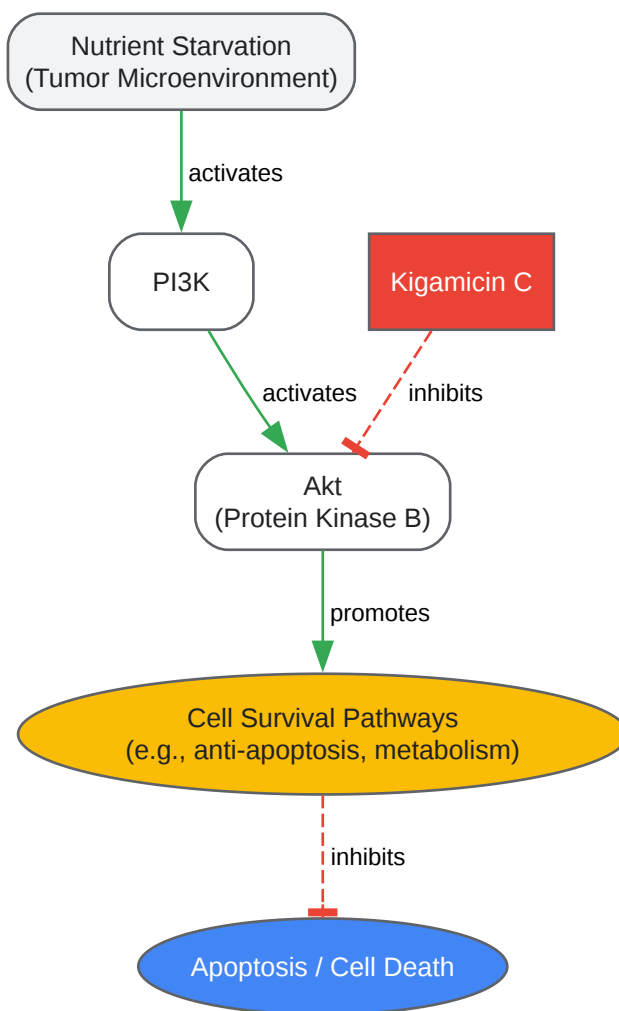 Nutrient Starvation
(Tumor Microenvironment)
activates
PI3K
Kigamicin C
activates
inhibits
Akt
(Protein Kinase B)
promotes
Cell Survival Pathways
(e.g., anti-apoptosis, metabolism)
inhibits
Apoptosis / Cell Death